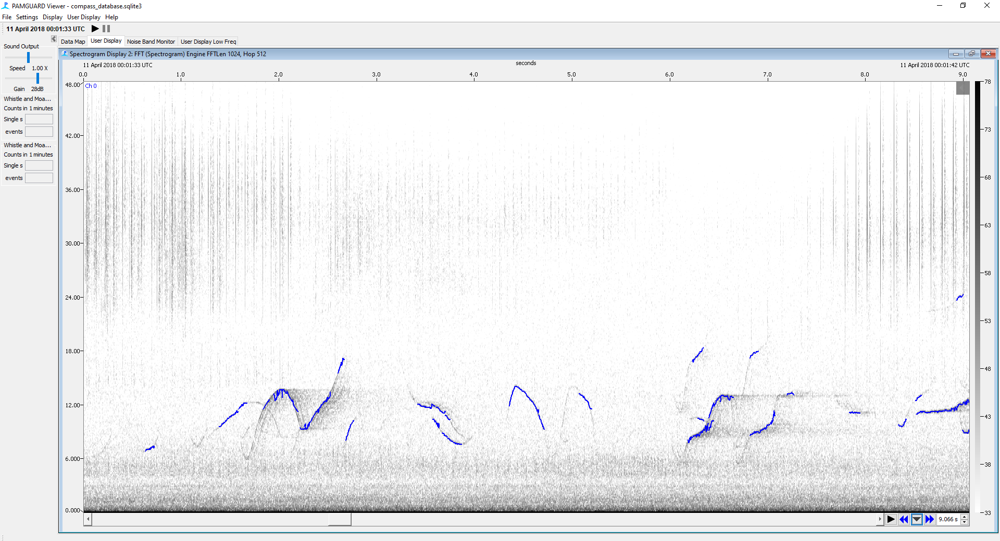 PAMGUARD Viewer - compass_database.sqlite3
File Settings Display User Display Help
11 April 2018 00:01:33 UTC
Data Map User Display Noise Band Monitor User Display Low Freq
Sound Output
Speed 1.00 X
Gain 28dB
Whistle and Moa...
Counts in 1 minutes
Single s
events
Whistle and Moa...
Counts in 1 minutes
Single s
events
Spectrogram Display 2: FFT (Spectrogram) Engine FFTLen 1024, Hop 512
11 April 2018 00:01:33 UTC seconds 11 April 2018 00:01:42 UTC
0.0 1.0 2.0 3.0 4.0 5.0 6.0 7.0 8.0 9.0
Ch 0
48.00
42.00
36.00
30.00
24.00
18.00
12.00
6.000
0.000
78
73
68
63
58
53
48
43
38
33
9.066 s